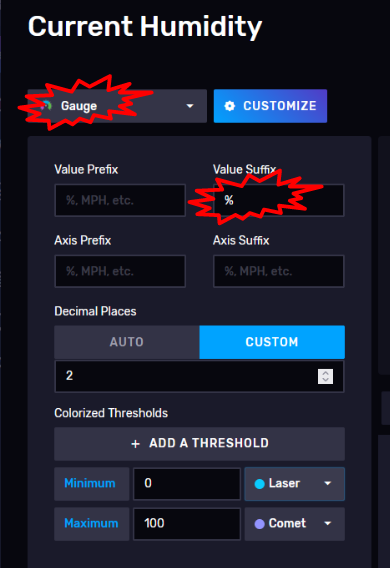 Current Humidity
Gauge CUSTOMIZE
Value Prefix Value Suffix
%, MPH, etc. %
Axis Prefix Axis Suffix
%, MPH, etc. %, MPH, etc.
Decimal Places
AUTO CUSTOM
2
Colorized Thresholds
+ ADD A THRESHOLD
Minimum 0 Laser
Maximum 100 Comet